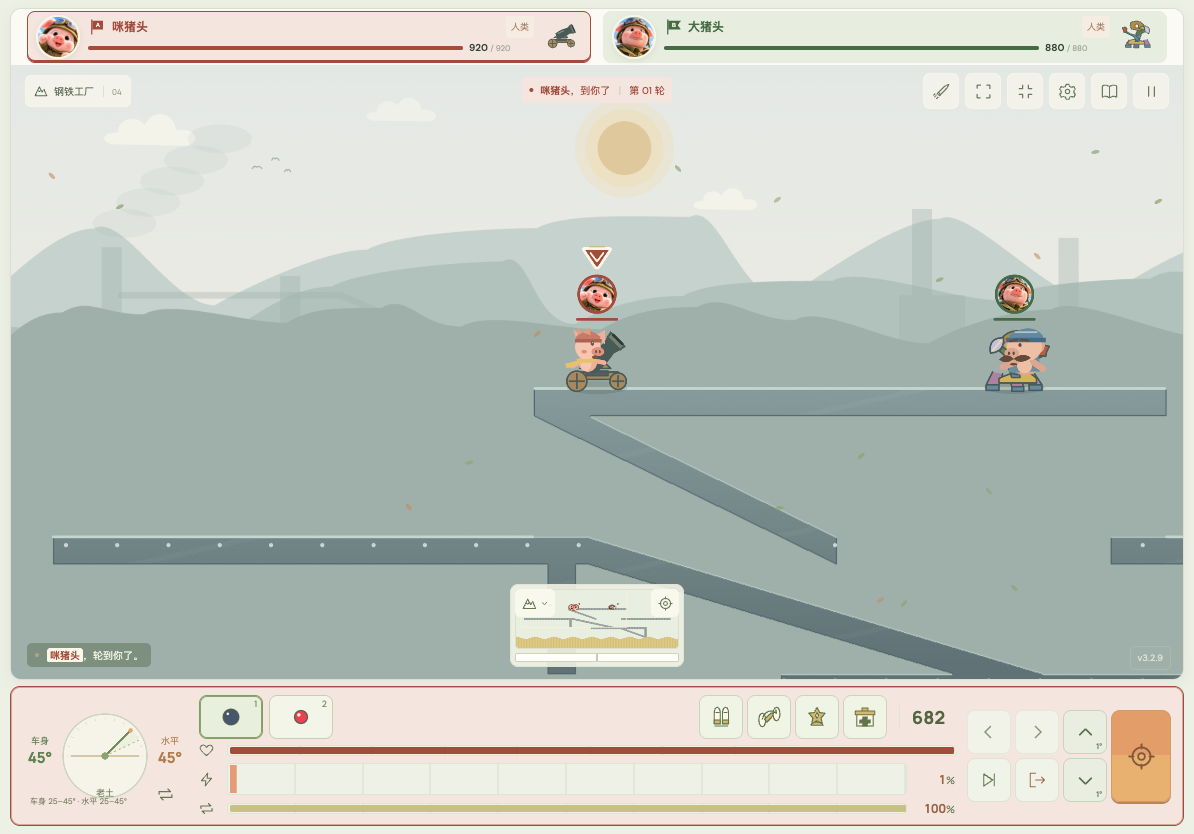 咪猪头
人类
920 / 920
大猪头
人类
880 / 880
钢铁工厂 04
咪猪头，到你了 第 01 轮
咪猪头，轮到你了。
v3.2.9
车身
45°
水平
45°
老土
车身 25–45° · 水平 25–45°
1
2
682
1%
100%
1°
1°